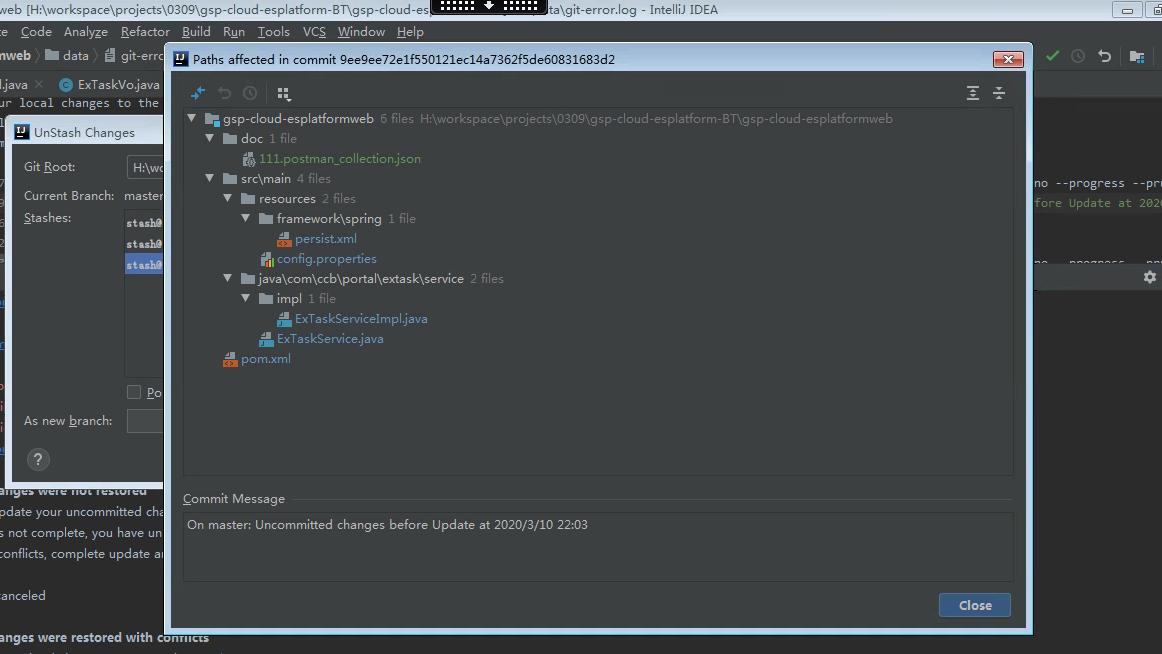 web [H:\workspace\projects\0309\gsp-cloud-esplatform-BT\gsp-cloud-es ata\git-error.log - IntelliJ IDEA
Code Analyze Refactor Build Run Tools VCS Window Help
mweb data git-erro
Paths affected in commit 9ee9ee72e1f550121ec14a7362f5de60831683d2
l.java ExTaskVo.java
ur local changes to the
UnStash Changes
gsp-cloud-esplatformweb 6 files H:\workspace\projects\0309\gsp-cloud-esplatform-BT\gsp-cloud-esplatformweb
doc 1 file
111.postman_collection.json
Git Root: H:\wo
src\main 4 files
no --progress --pru
Current Branch: master
resources 2 files
fore Update at 2020
Stashes:
framework\spring 1 file
stash@
persist.xml
stash@
config.properties
stash@
java\com\ccb\portal\extask\service 2 files
impl 1 file
ExTaskServiceImpl.java
ExTaskService.java
pom.xml
Po
As new branch:
?
anges were not restored
Commit Message
pdate your uncommitted cha
On master: Uncommitted changes before Update at 2020/3/10 22:03
s not complete, you have un
conflicts, complete update an
canceled
Close
anges were restored with conflicts